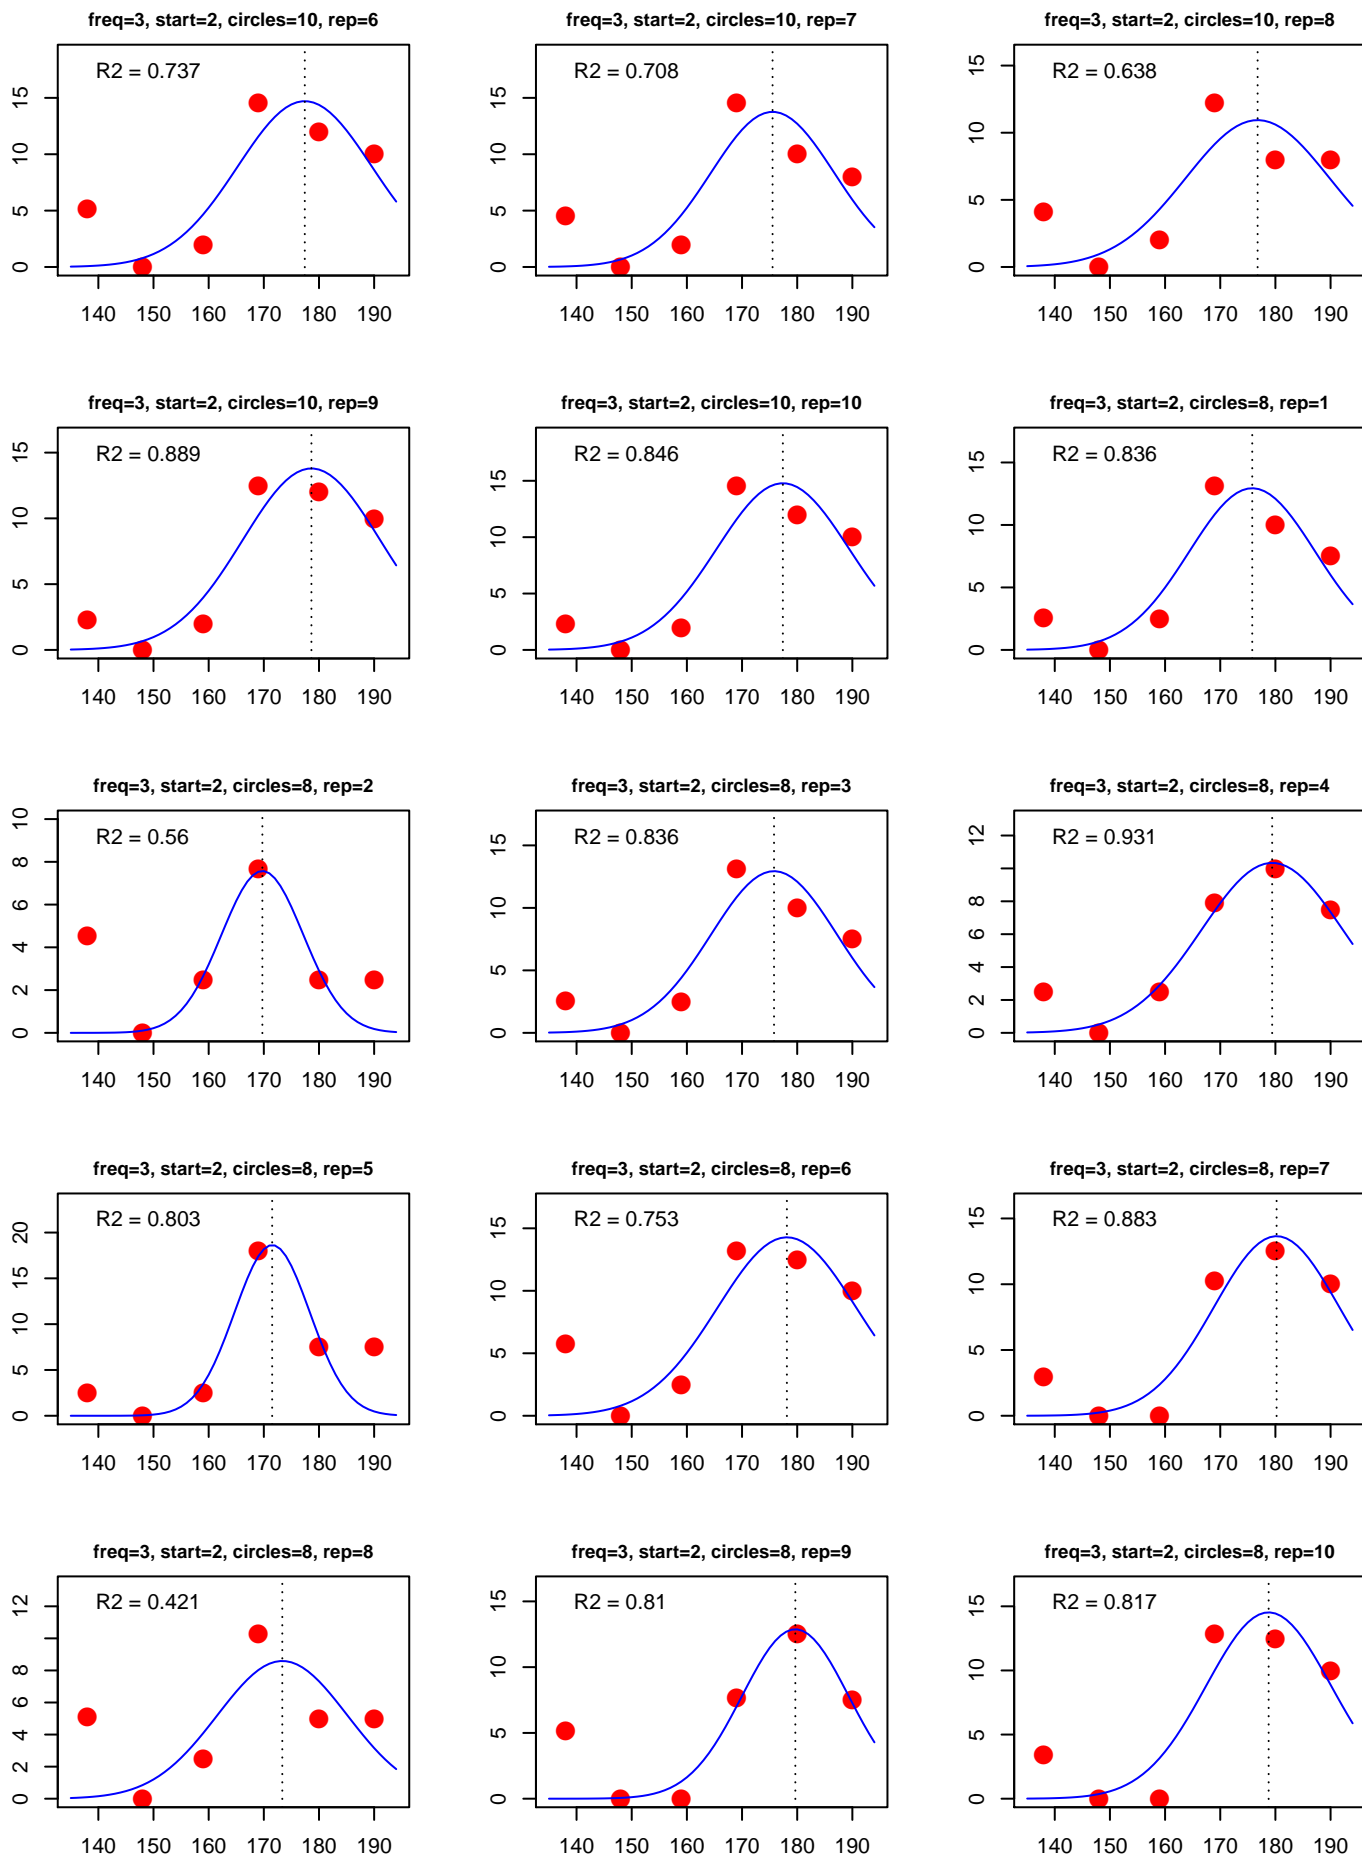 freq=3, start=2, circles=10, rep=6
R2 = 0.737
0 5 10 15
140 150 160 170 180 190
freq=3, start=2, circles=10, rep=7
R2 = 0.708
0 5 10 15
140 150 160 170 180 190
freq=3, start=2, circles=10, rep=8
R2 = 0.638
0 5 10 15
140 150 160 170 180 190
freq=3, start=2, circles=10, rep=9
R2 = 0.889
0 5 10 15
140 150 160 170 180 190
freq=3, start=2, circles=10, rep=10
R2 = 0.846
0 5 10 15
140 150 160 170 180 190
freq=3, start=2, circles=8, rep=1
R2 = 0.836
0 5 10 15
140 150 160 170 180 190
freq=3, start=2, circles=8, rep=2
R2 = 0.56
0 2 4 6 8 10
140 150 160 170 180 190
freq=3, start=2, circles=8, rep=3
R2 = 0.836
0 5 10 15
140 150 160 170 180 190
freq=3, start=2, circles=8, rep=4
R2 = 0.931
0 2 4 6 8 12
140 150 160 170 180 190
freq=3, start=2, circles=8, rep=5
R2 = 0.803
0 5 10 15 20
140 150 160 170 180 190
freq=3, start=2, circles=8, rep=6
R2 = 0.753
0 5 10 15
140 150 160 170 180 190
freq=3, start=2, circles=8, rep=7
R2 = 0.883
0 5 10 15
140 150 160 170 180 190
freq=3, start=2, circles=8, rep=8
R2 = 0.421
0 2 4 6 8 12
140 150 160 170 180 190
freq=3, start=2, circles=8, rep=9
R2 = 0.81
0 5 10 15
140 150 160 170 180 190
freq=3, start=2, circles=8, rep=10
R2 = 0.817
0 5 10 15
140 150 160 170 180 190